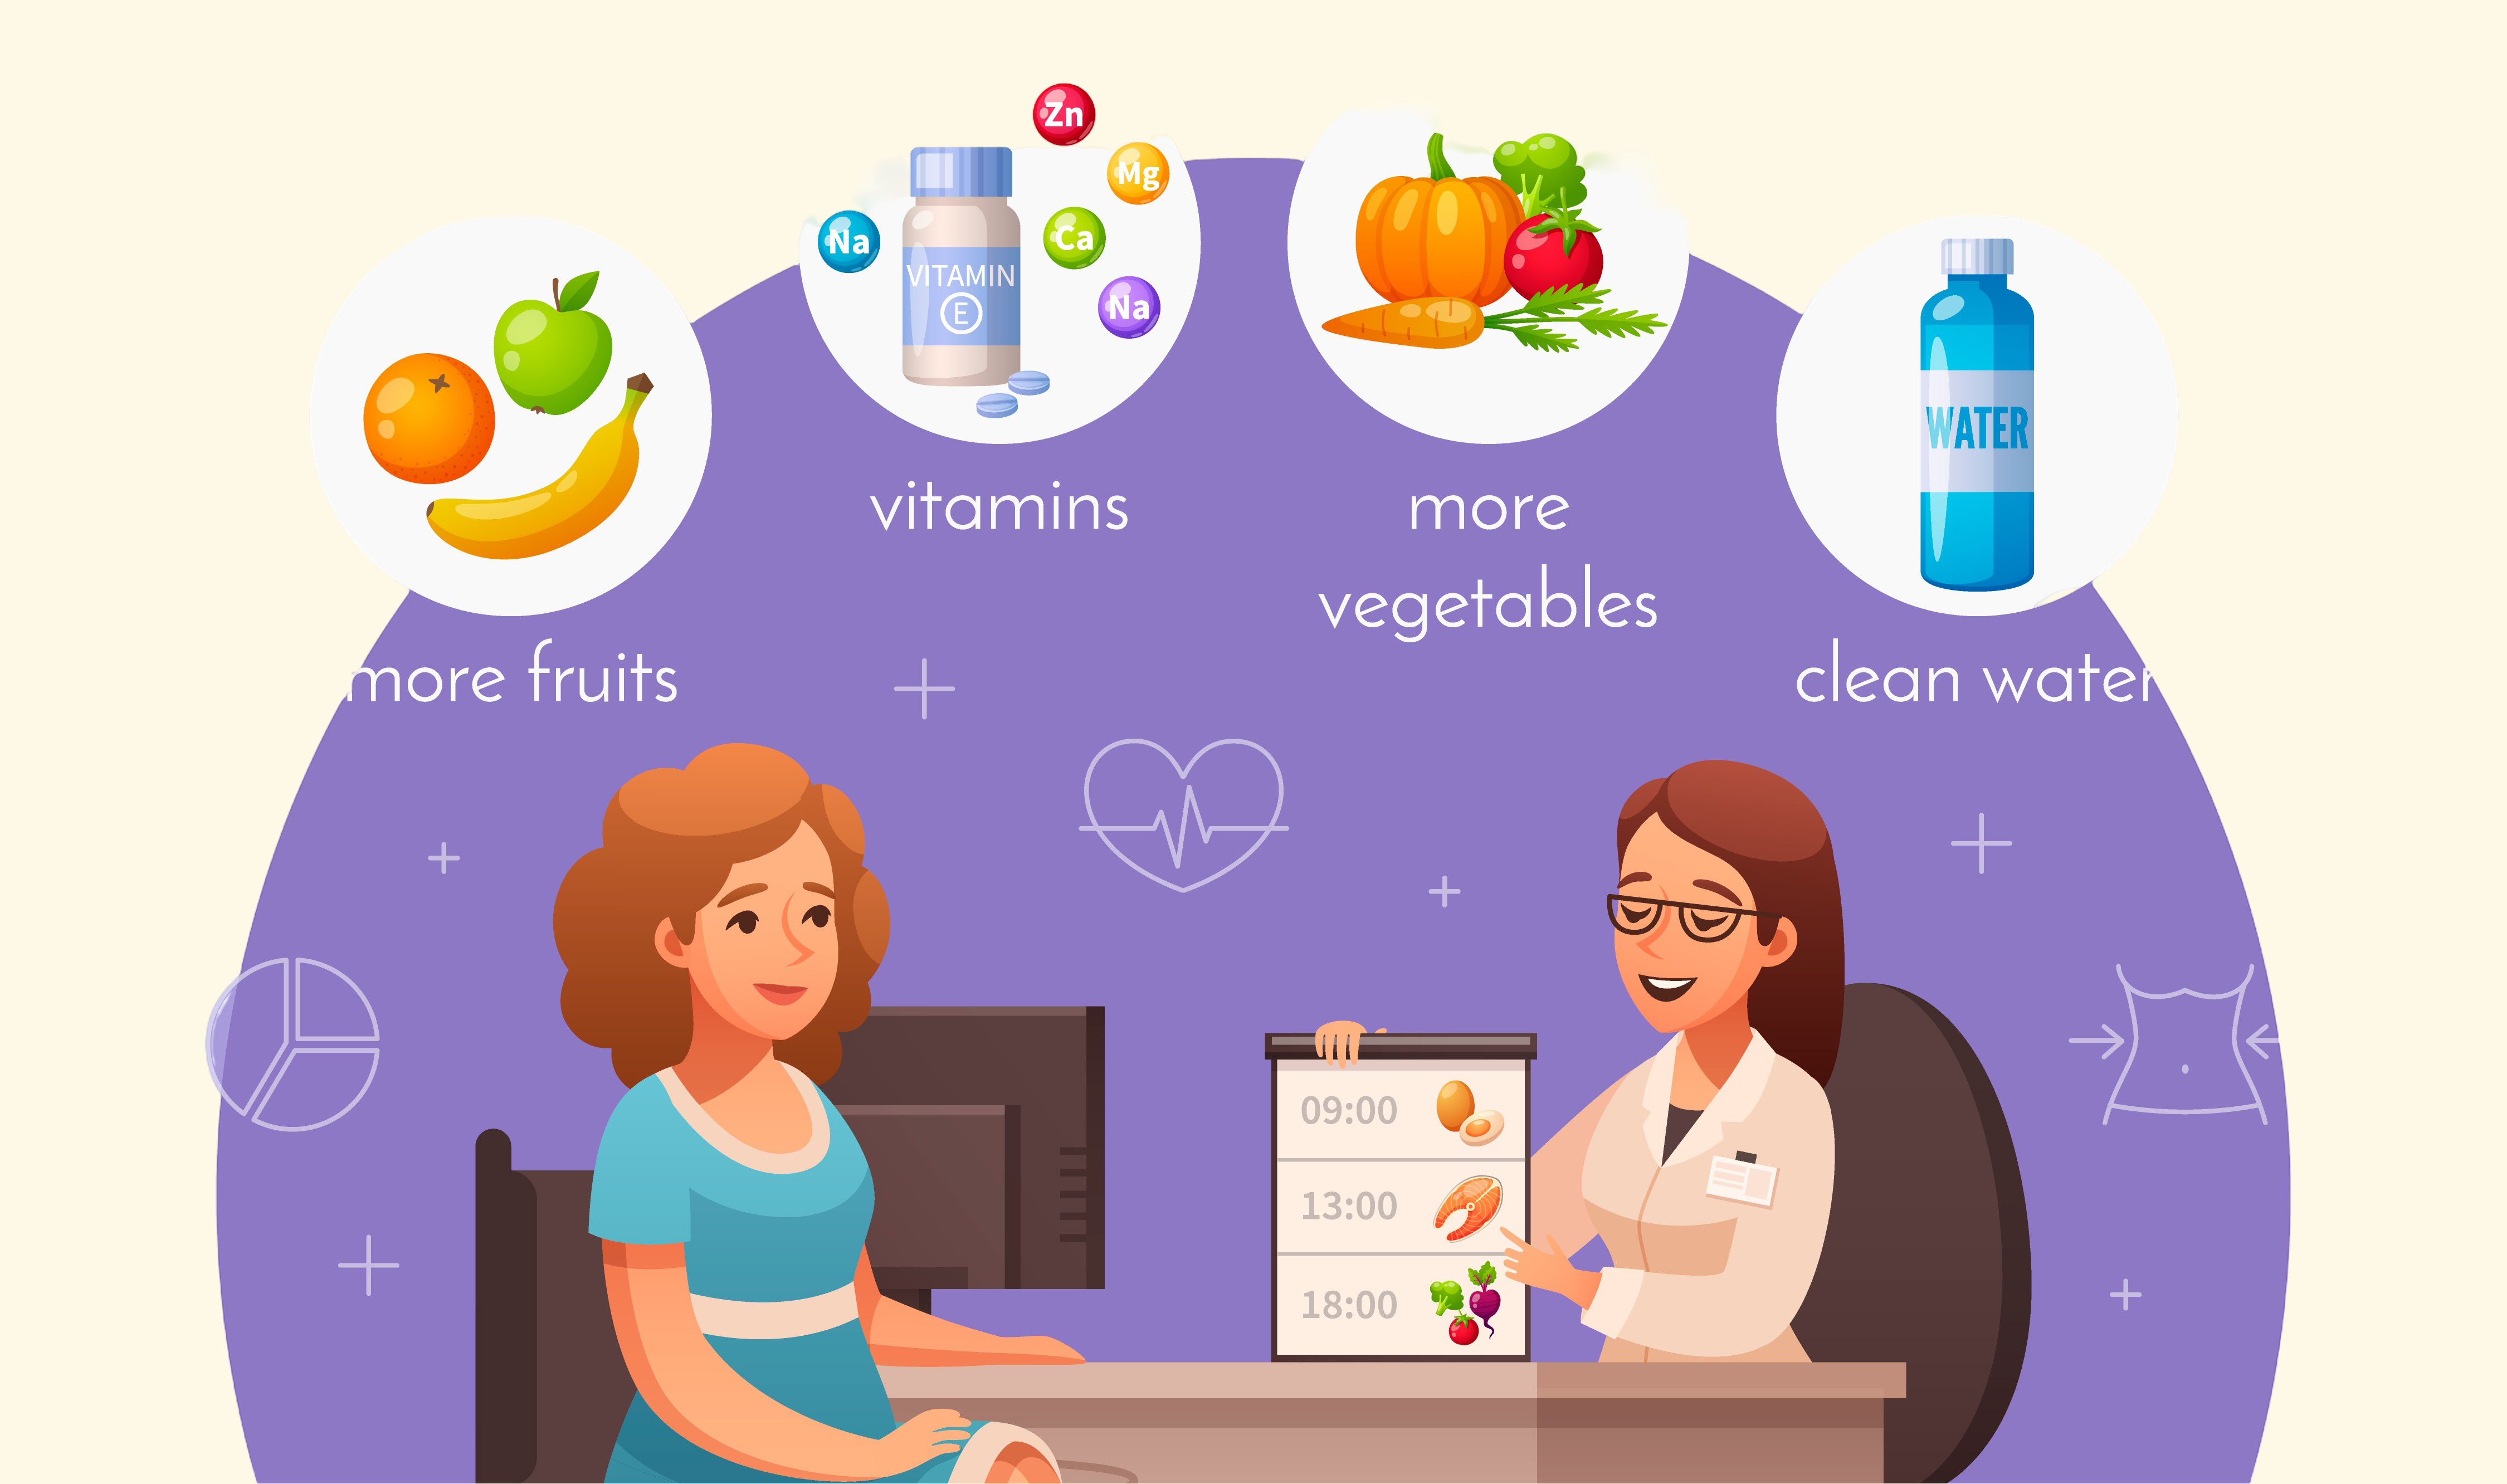 Zn
Mg
Na
Ca
Na
VITAMIN
E
WATER
more fruits
vitamins
more
vegetables
clean water
09:00
13:00
18:00